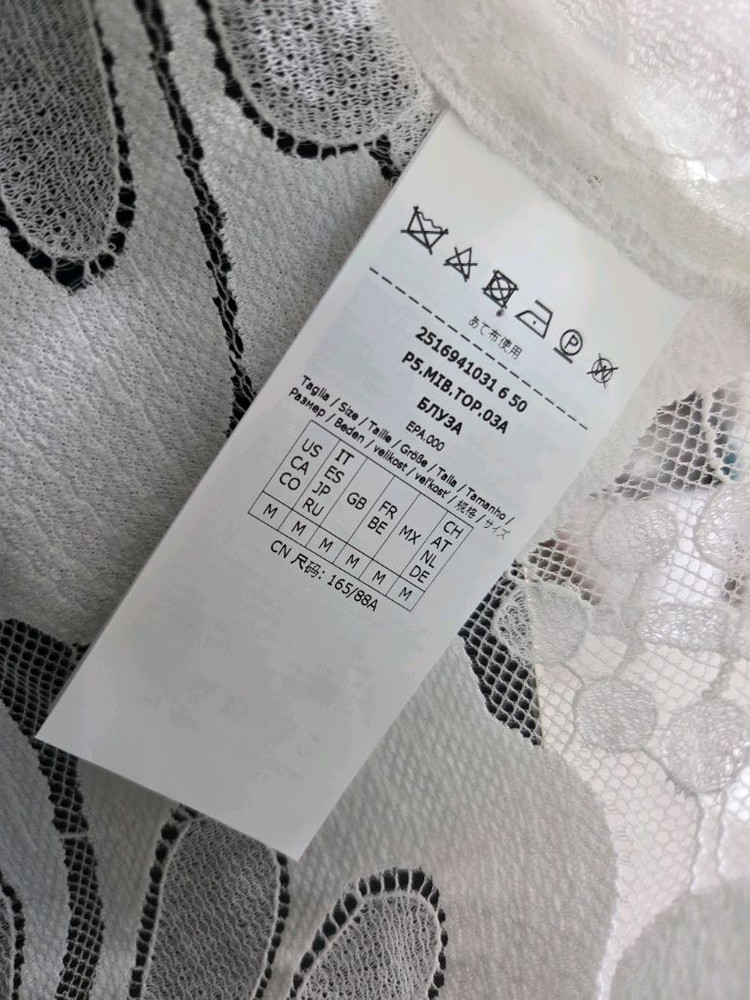 P W
あて布使用
2516941031 6 50
P5.MIB.TOP.03A
БЛУЗА
EPA.000
Taglia / Size / Taille / Größe / Talla / Tamanho /
Размер / Beden / velikost / veľkosť / 规格 / サイズ
US CA CO IT ES JP RU GB FR BE MX CH AT NL DE
M M M M M M
CN 尺码: 165/88A